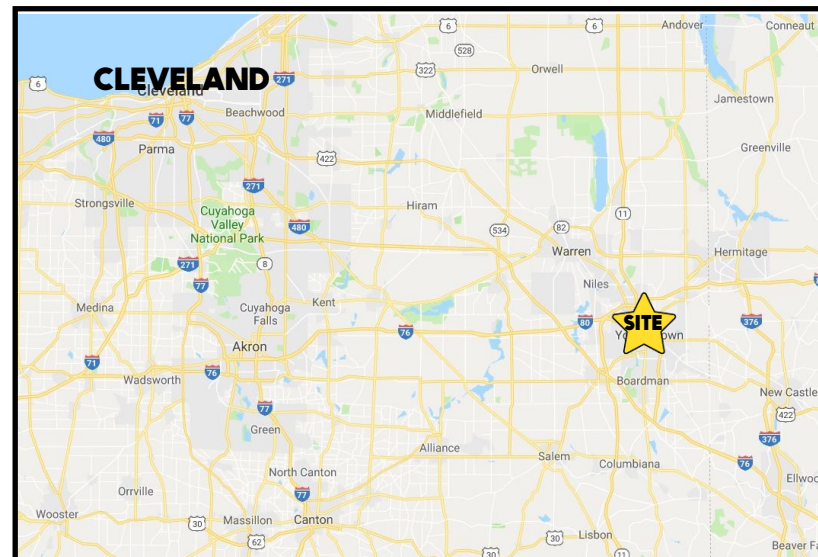 6
6
Andover
Conneaut
528
CLEVELAND
Cleveland
271
322
Orwell
6
Beachwood
Middlefield
Jamestown
71
77
480
Parma
422
Greenville
271
Strongsville
Cuyahoga
Valley
National Park
Hiram
11
480
534
82
Warren
Hermitage
271
8
77
Niles
Medina
Cuyahoga
Falls
Kent
SITE
80
376
76
Akron
71
76
Wadsworth
Boardman
New Castle
77
422
Green
376
Alliance
Salem
Columbiana
76
North Canton
77
Orrville
Wooster
30
Massillon
Canton
62
30
30
Lisbon
11